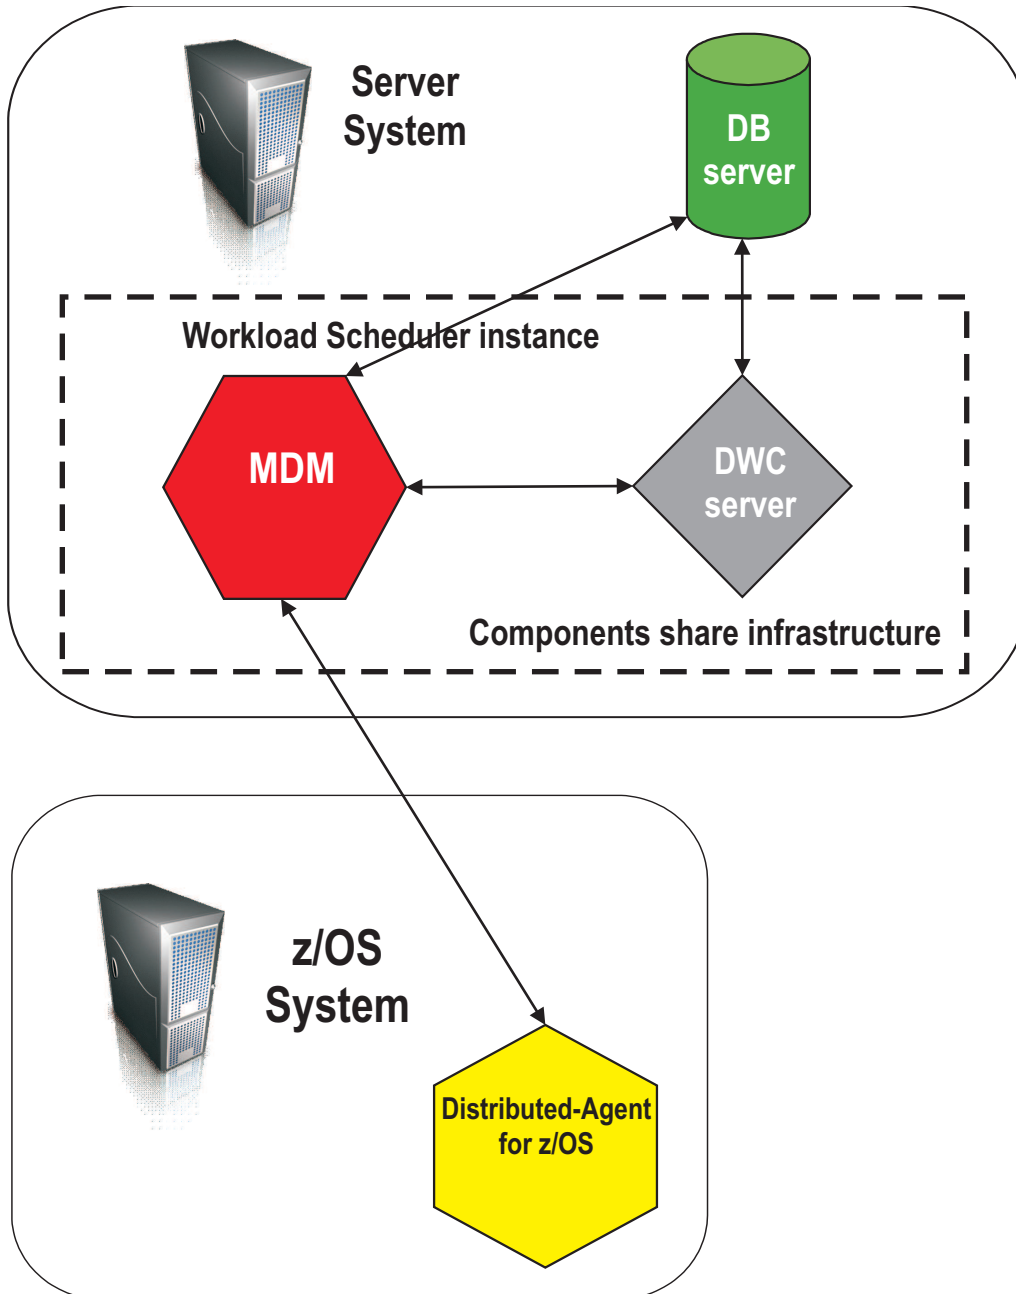 Server
System
DB
server
Workload Scheduler instance
MDM
DWC
server
Components share infrastructure
z/OS
System
Distributed-Agent
for z/OS